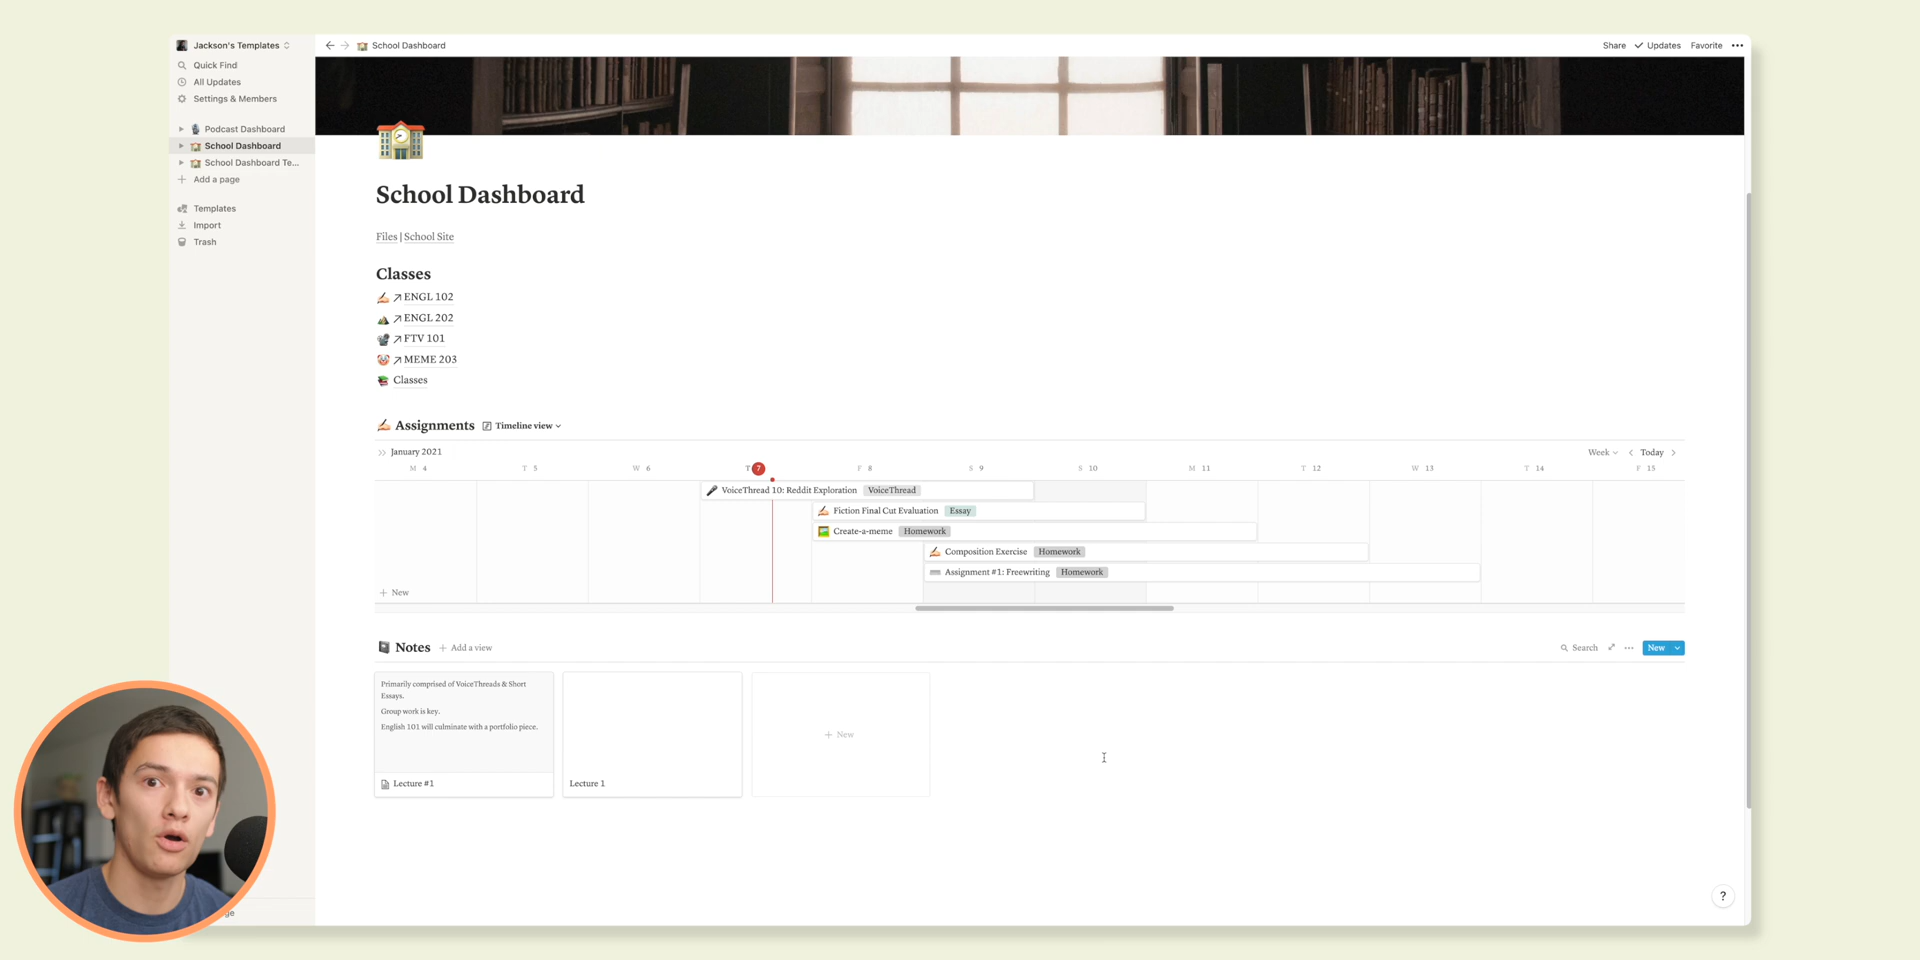 Jackson's Templates
School Dashboard
Share
Updates
Favorite
Quick Find
All Updates
Settings & Members
Podcast Dashboard
School Dashboard
School Dashboard Te...
Add a page
Templates
Import
Trash
School Dashboard
Files | School Site
Classes
ENGL 102
ENGL 202
FTV 101
MEME 203
Classes
Assignments Timeline view
January 2021
Week Today
M 4 T 5 W 6 T 7 F 8 S 9 S 10 M 11 T 12 W 13 T 14 F 15
VoiceThread 10: Reddit Exploration VoiceThread
Fiction Final Cut Evaluation Essay
Create-a-meme Homework
Composition Exercise Homework
Assignment #1: Freewriting Homework
+ New
Notes + Add a view
Search ... New
Primarily comprised of VoiceThreads & Short
Essays.
Group work is key.
English 101 will culminate with a portfolio piece.
Lecture #1
Lecture 1
+ New
?